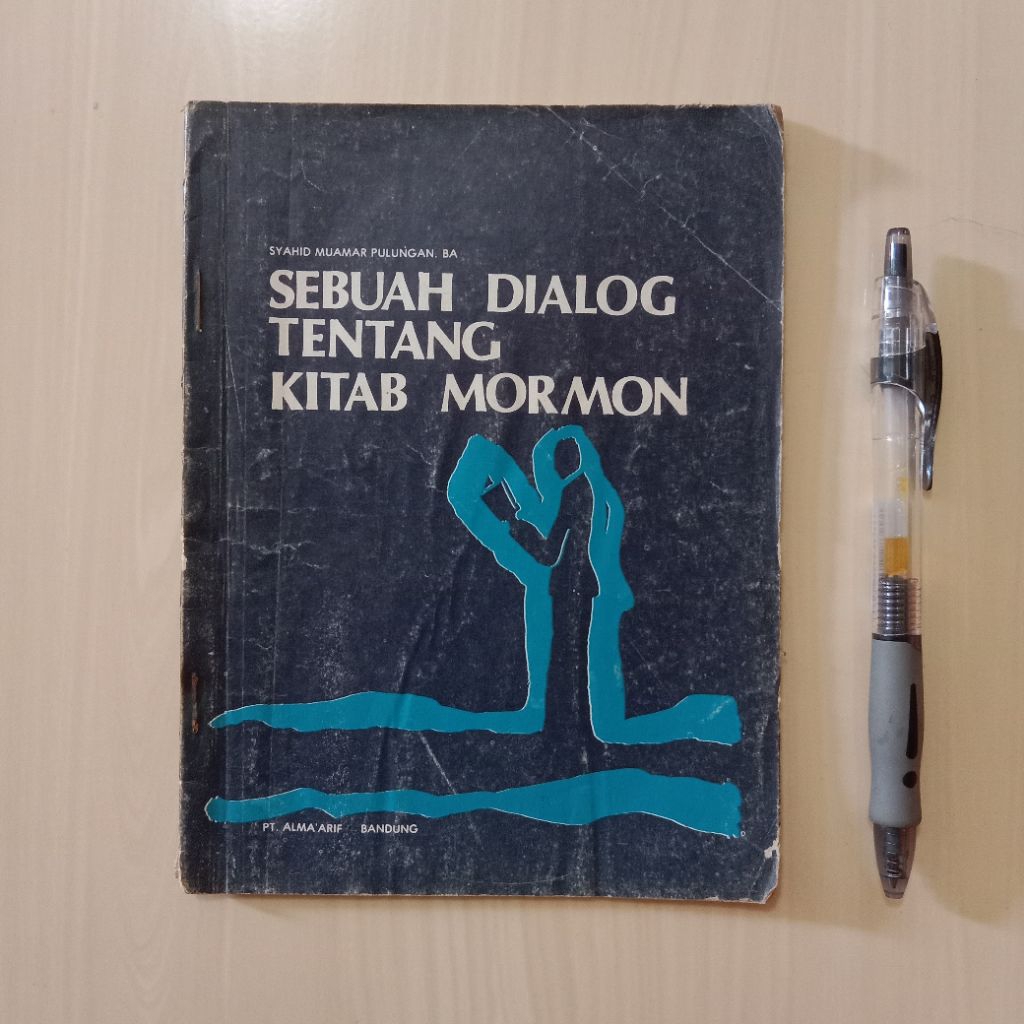 SYAHID MUAMAR PULUNGAN. BA
SEBUAH DIALOG
TENTANG
KITAB MORMON
PT. ALMA'ARIF BANDUNG